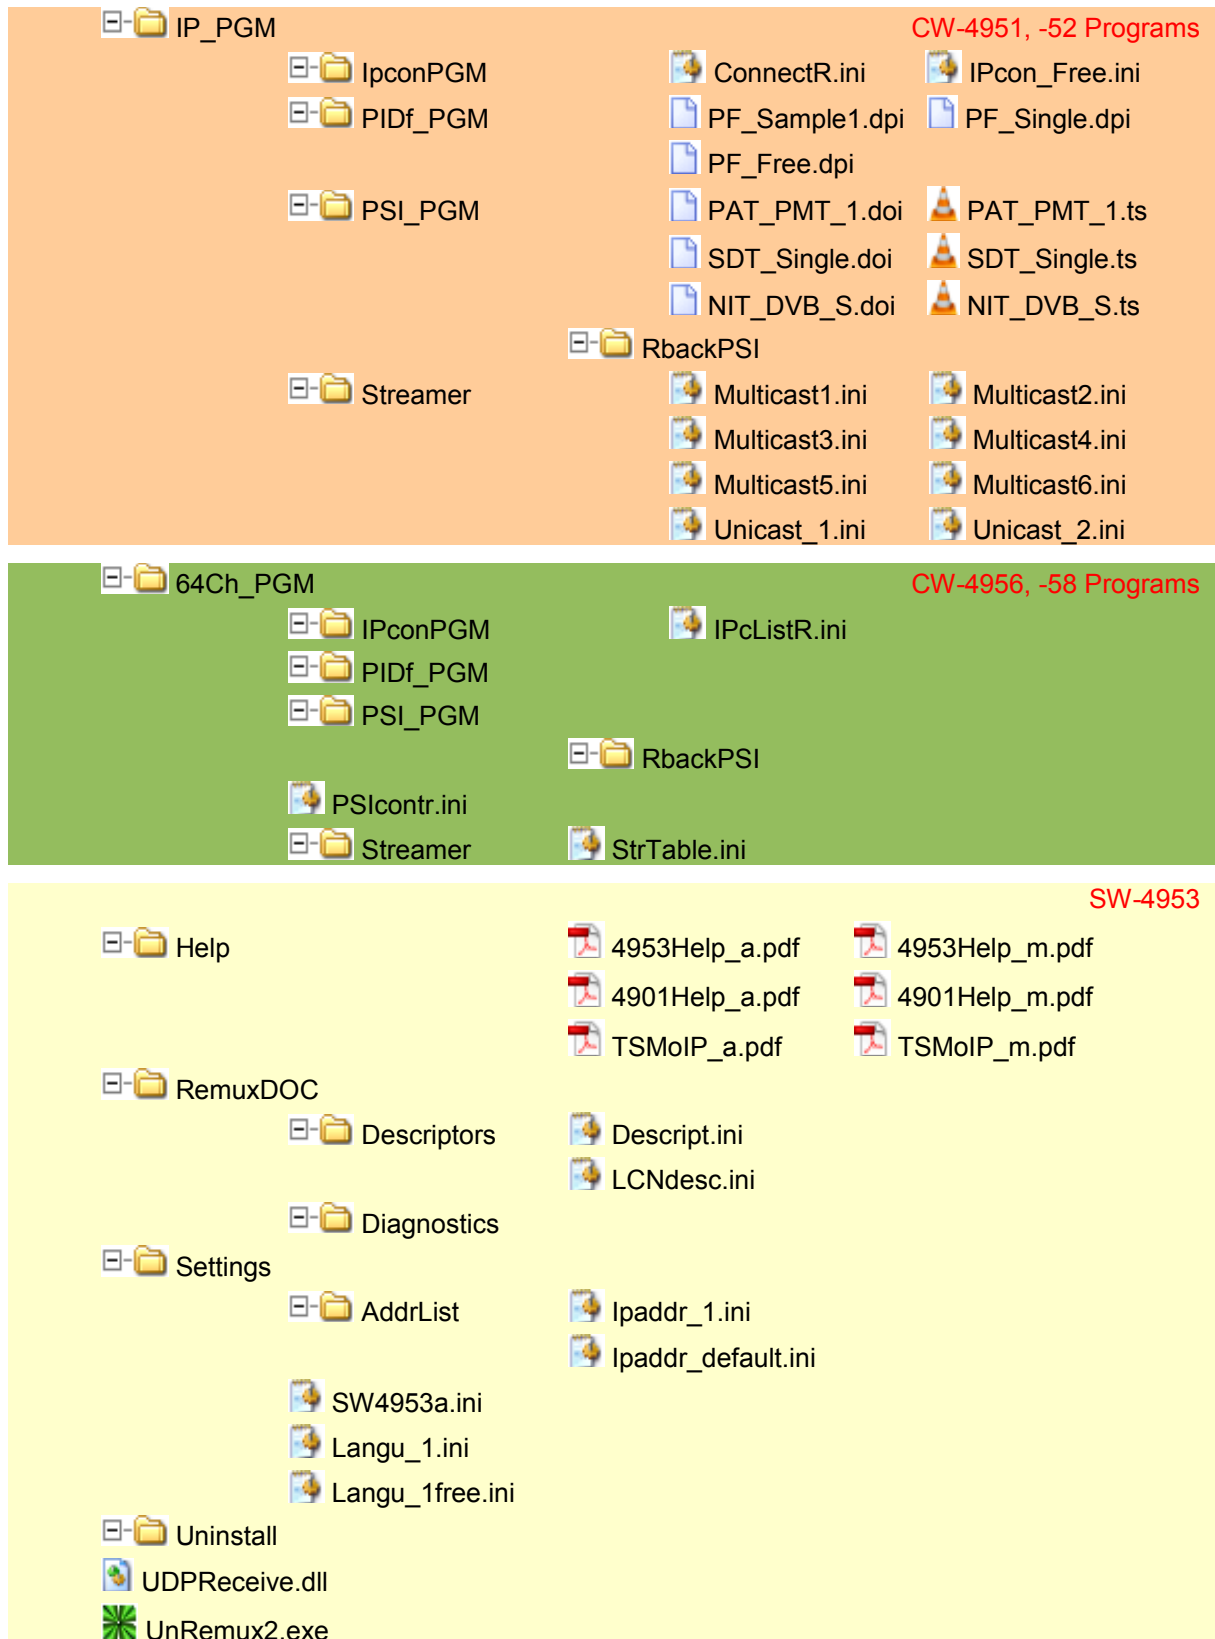 IP_PGM CW-4951, -52 Programs
IpconPGM ConnectR.ini IPcon_Free.ini
PIDf_PGM PF_Sample1.dpi PF_Single.dpi
PF_Free.dpi
PSI_PGM PAT_PMT_1.doi PAT_PMT_1.ts
SDT_Single.doi SDT_Single.ts
NIT_DVB_S.doi NIT_DVB_S.ts
RbackPSI
Streamer Multicast1.ini Multicast2.ini
Multicast3.ini Multicast4.ini
Multicast5.ini Multicast6.ini
Unicast_1.ini Unicast_2.ini
64Ch_PGM CW-4956, -58 Programs
IPconPGM IPcListR.ini
PIDf_PGM
PSI_PGM
RbackPSI
PSIcontr.ini
Streamer StrTable.ini
SW-4953
Help 4953Help_a.pdf 4953Help_m.pdf
4901Help_a.pdf 4901Help_m.pdf
TSMoIP_a.pdf TSMoIP_m.pdf
RemuxDOC
Descriptors Descript.ini
LCNdesc.ini
Diagnostics
Settings
AddrList Ipaddr_1.ini
Ipaddr_default.ini
SW4953a.ini
Langu_1.ini
Langu_1free.ini
Uninstall
UDPReceive.dll
UnRemux2.exe